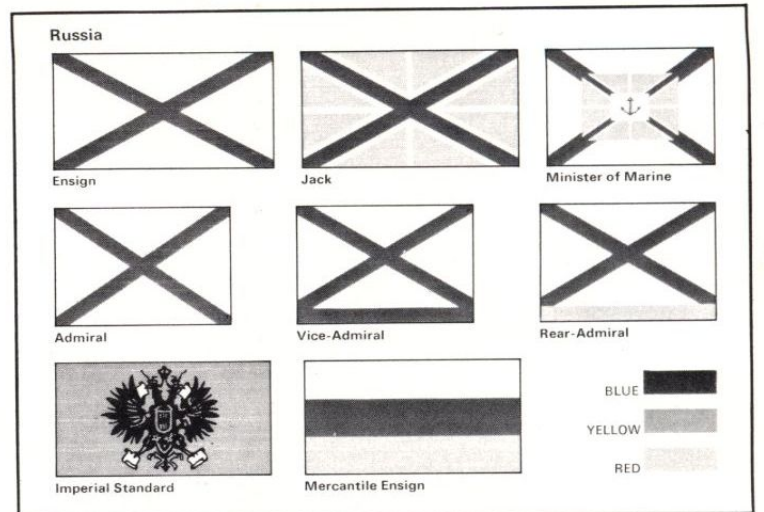 Russia
Ensign
Jack
Minister of Marine
Admiral
Vice-Admiral
Rear-Admiral
BLUE
YELLOW
RED
Imperial Standard
Mercantile Ensign